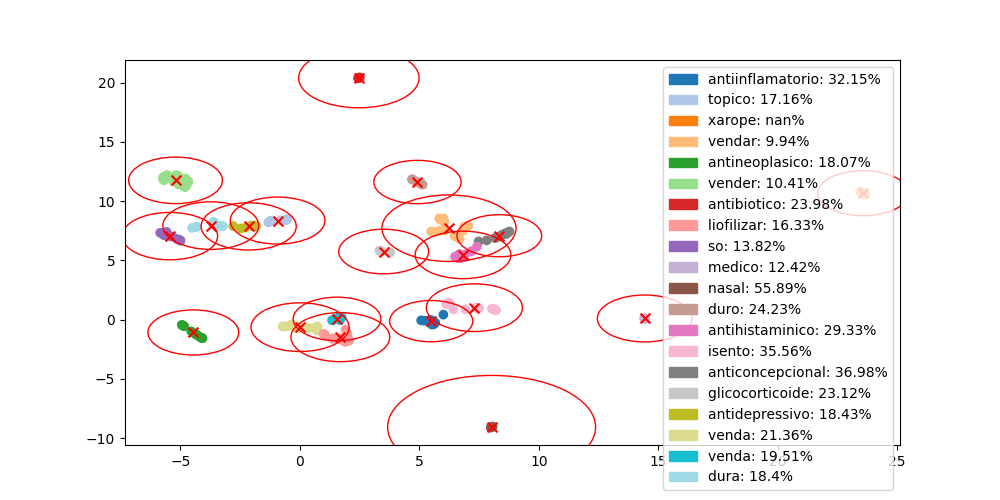 20
15
10
5
0
−5
−10
−5
0
5
10
15
20
25
antiinflamatorio: 32.15%
topico: 17.16%
xarope: nan%
vendar: 9.94%
antineoplasico: 18.07%
vender: 10.41%
antibiotico: 23.98%
liofilizar: 16.33%
so: 13.82%
medico: 12.42%
nasal: 55.89%
duro: 24.23%
antihistaminico: 29.33%
isento: 35.56%
anticoncepcional: 36.98%
glicocorticoide: 23.12%
antidepressivo: 18.43%
venda: 21.36%
venda: 19.51%
dura: 18.4%